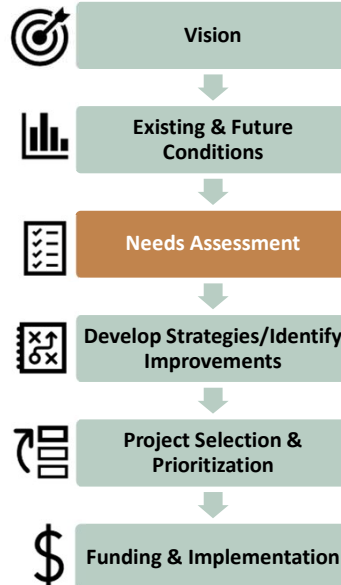 Vision
Existing & Future
Conditions
Needs Assessment
Develop Strategies/Identify
Improvements
Project Selection &
Prioritization
Funding & Implementation